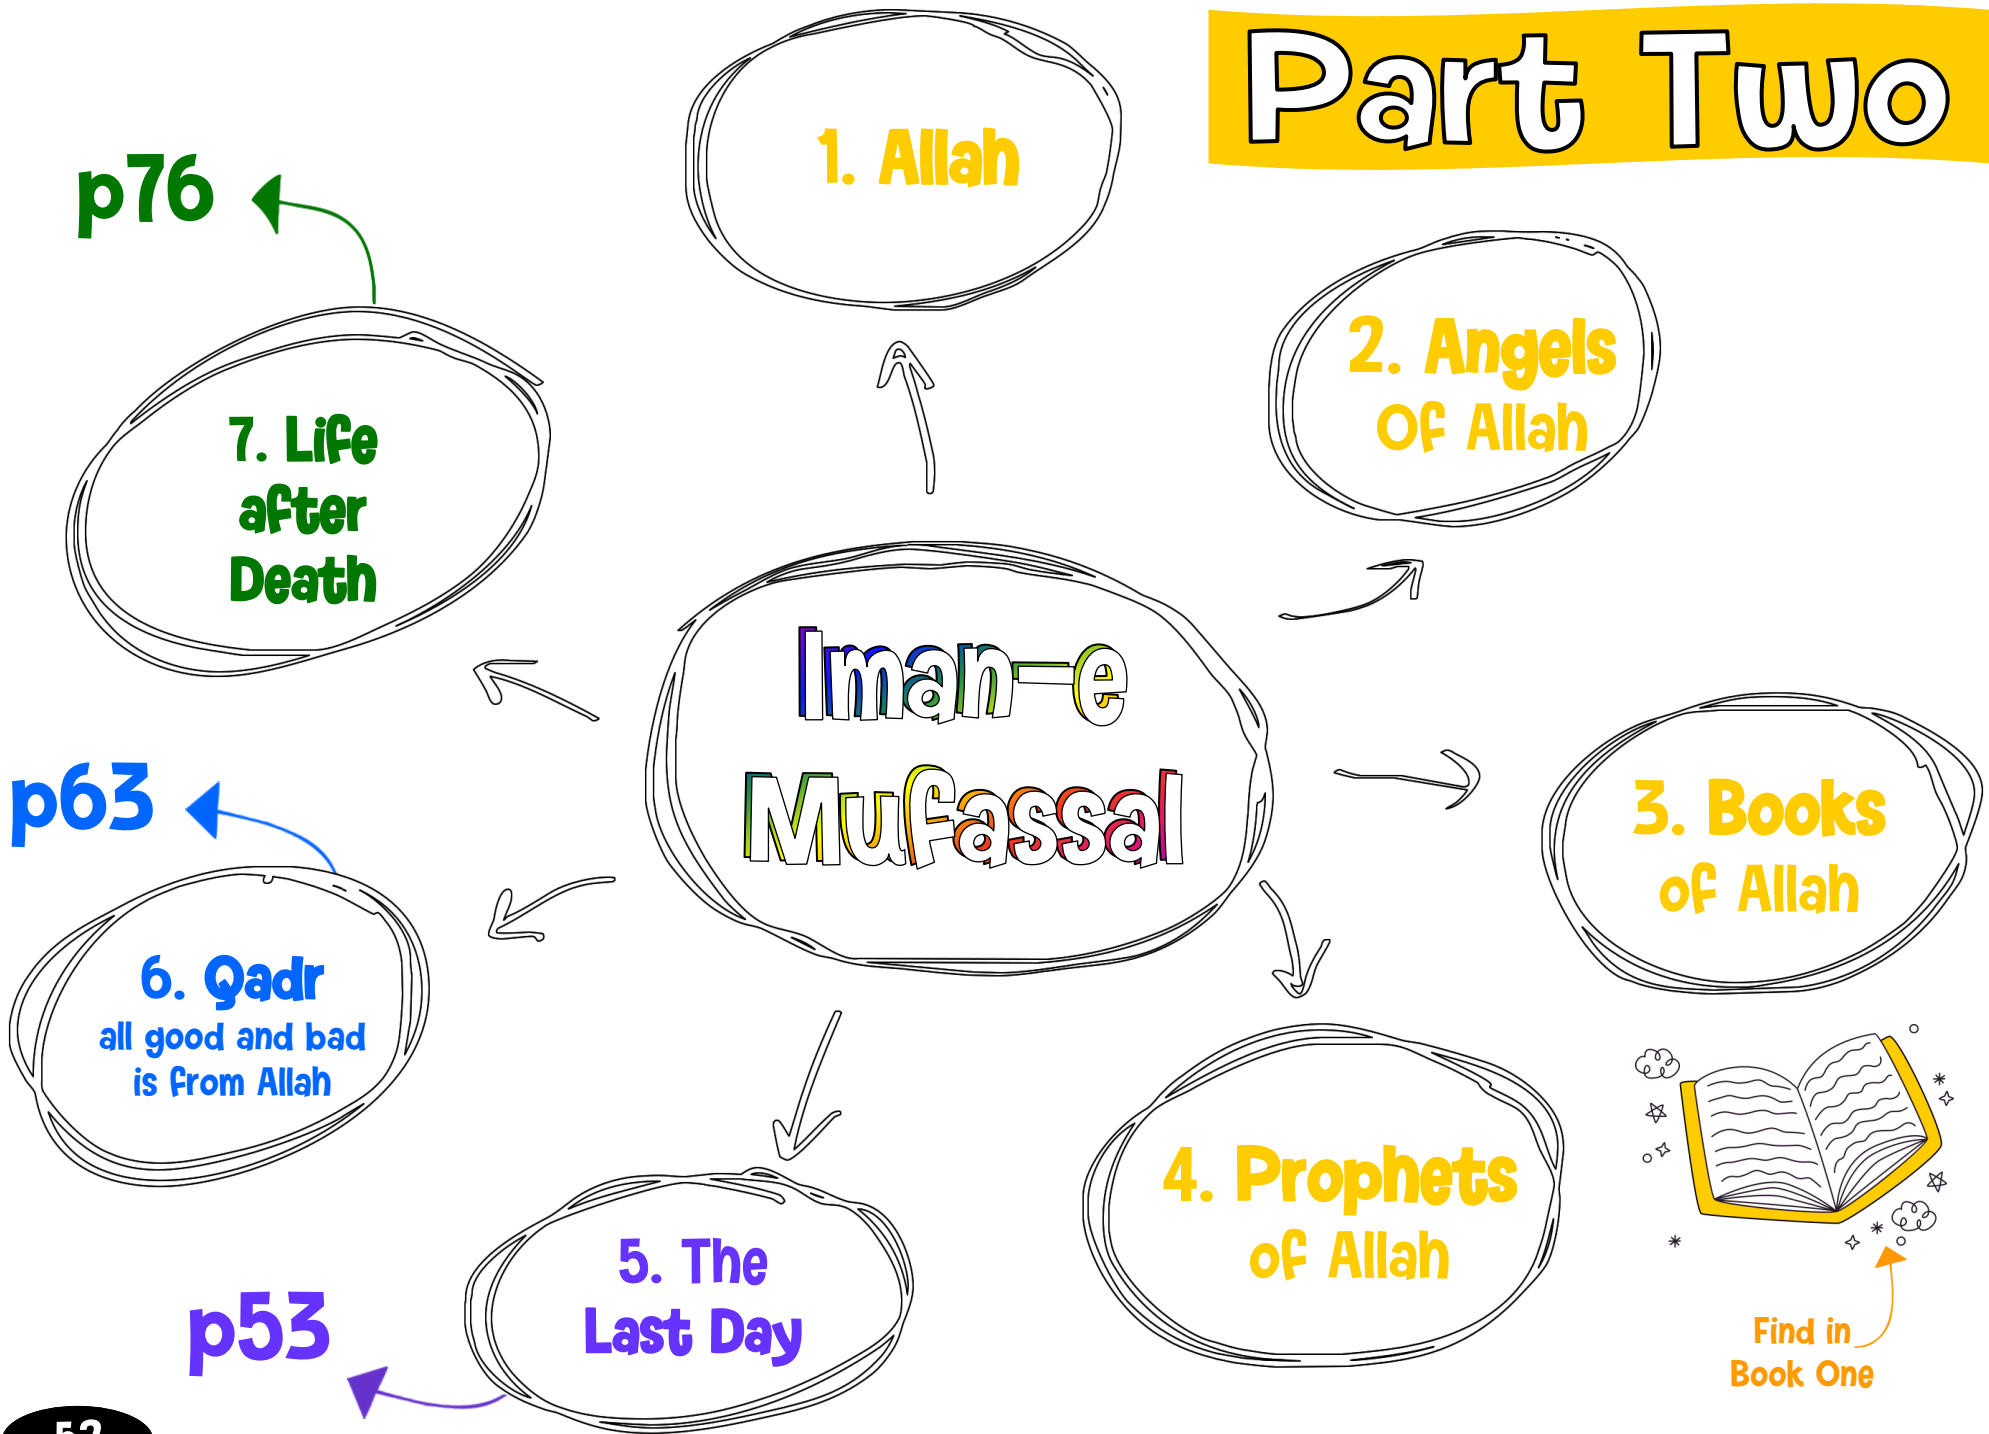 Part Two
1. Allah
2. Angels
Of Allah
3. Books
of Allah
4. Prophets
of Allah
5. The
Last Day
p53
6. Qadr
all good and bad
is from Allah
p63
7. Life
after
Death
p76
Iman-e
Mufassal
Find in
Book One
52